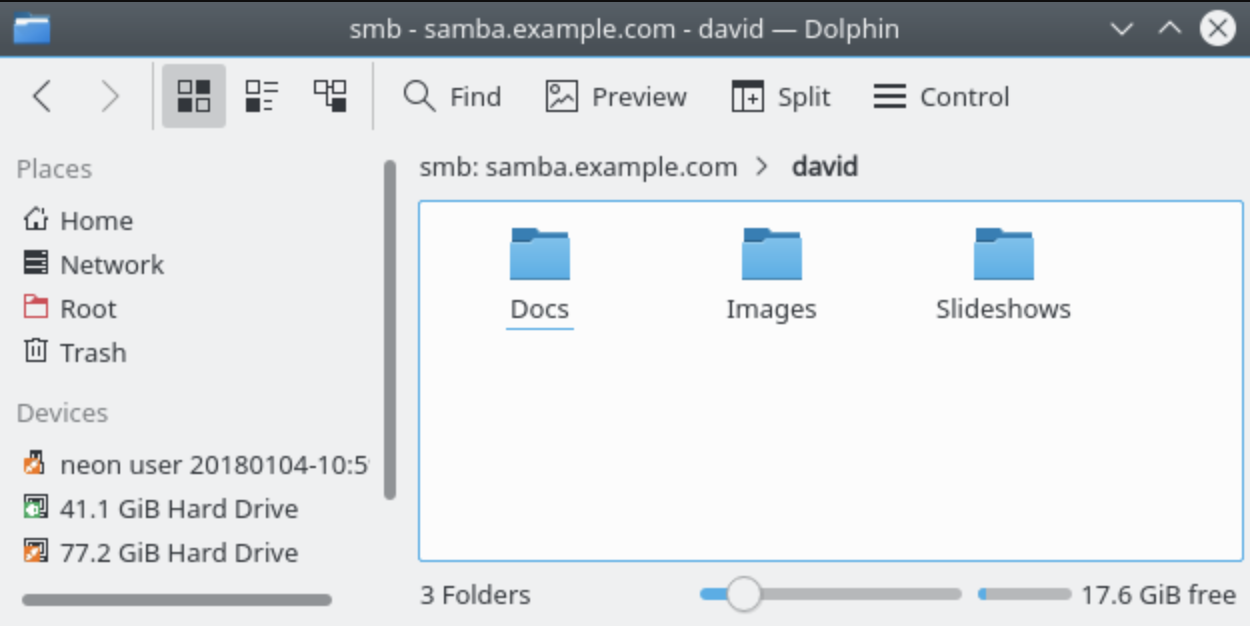 smb - samba.example.com - david — Dolphin
Find Preview Split Control
Places
Home
Network
Root
Trash
Devices
neon user 20180104-10:5
41.1 GiB Hard Drive
77.2 GiB Hard Drive
smb: samba.example.com > david
Docs Images Slideshows
3 Folders 17.6 GiB free